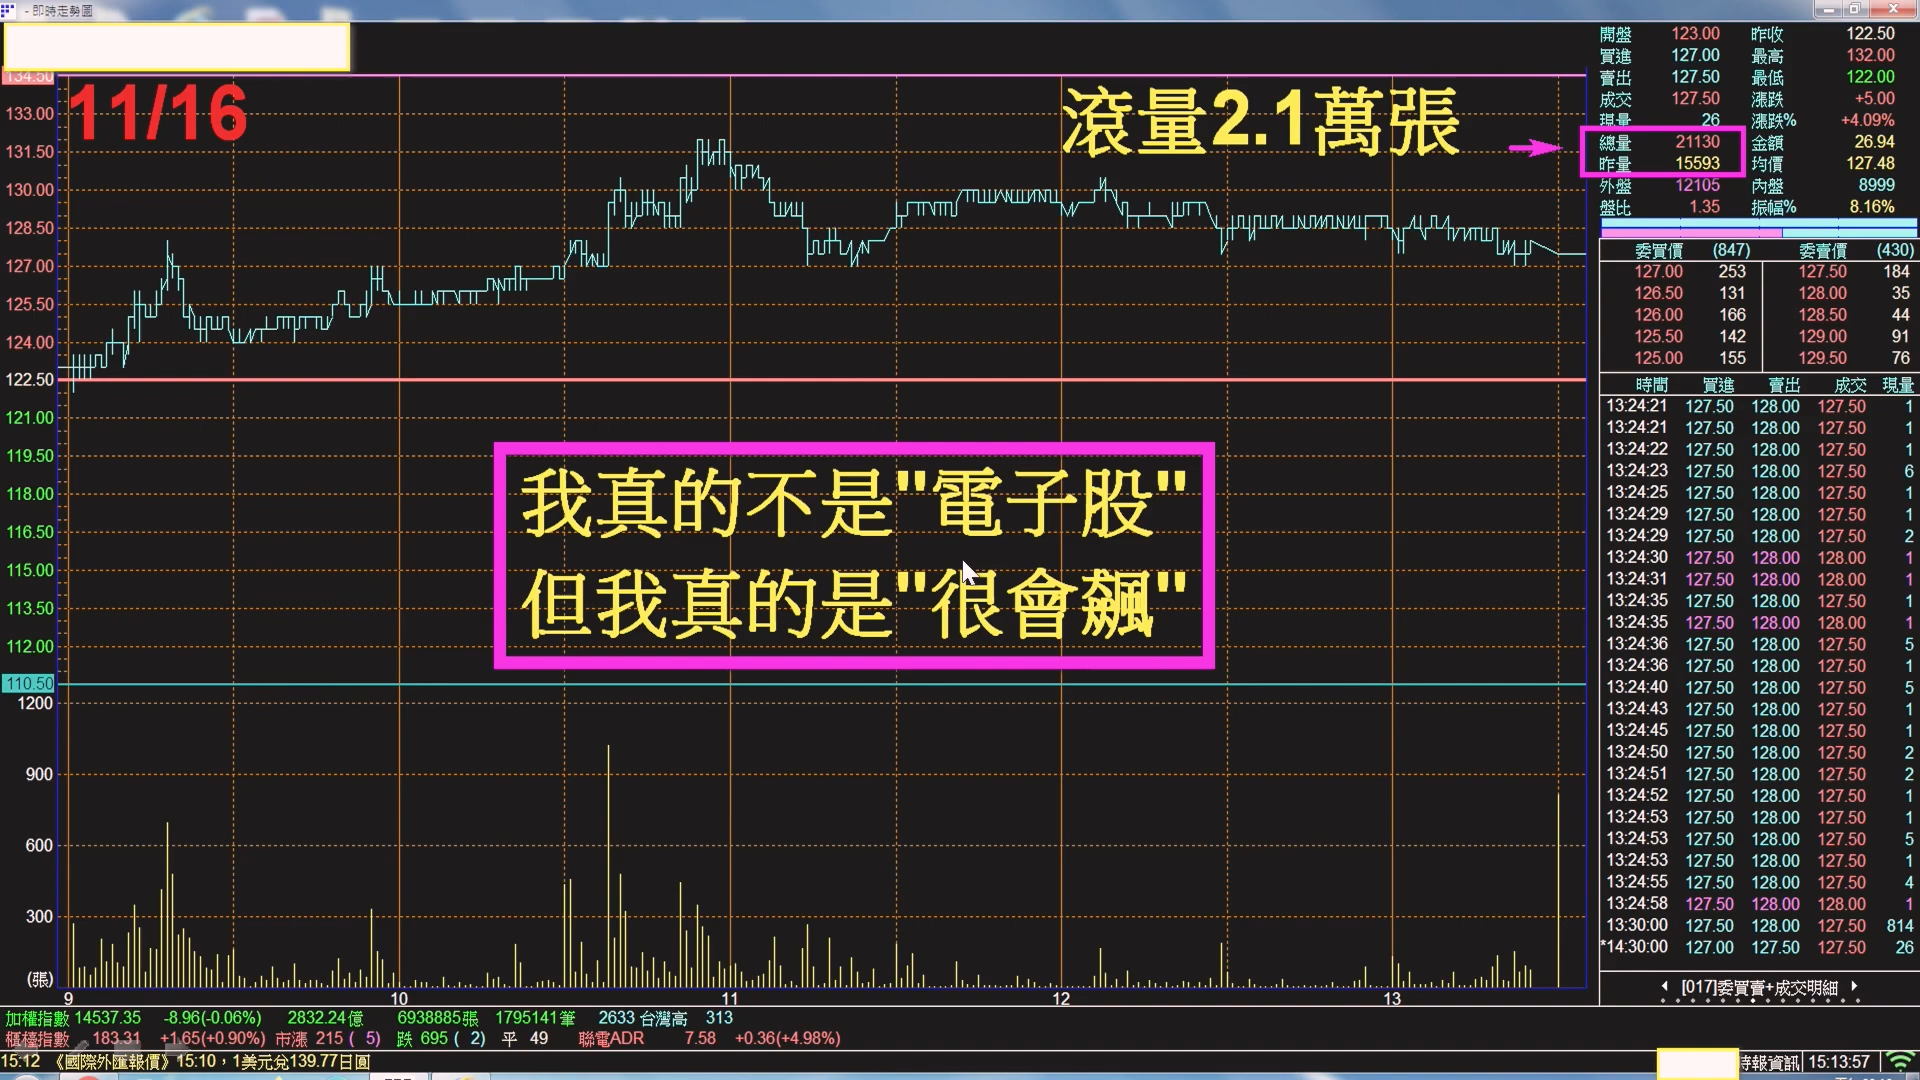 - 即時走勢圖
11/16
滾量2.1萬張
我真的不是"電子股"
但我真的是"很會飆"
134.50
133.00
131.50
130.00
128.50
127.00
125.50
124.00
122.50
121.00
119.50
118.00
116.50
115.00
113.50
112.00
110.50
1200
900
600
300
(張)
9 10 11 12 13
開盤 123.00 昨收 122.50
買進 127.00 最高 132.00
賣出 127.50 最低 122.00
成交 127.50 漲跌 +5.00
現量 26 漲跌% +4.09%
總量 21130 金額 26.94
昨量 15593 均價 127.48
外盤 12105 內盤 8999
盤比 1.35 振幅% 8.16%
委買價 (847) 委賣價 (430)
127.00 253 127.50 184
126.50 131 128.00 35
126.00 166 128.50 44
125.50 142 129.00 91
125.00 155 129.50 76
時間 買進 賣出 成交 現量
13:24:21 127.50 128.00 127.50 1
13:24:21 127.50 128.00 127.50 1
13:24:22 127.50 128.00 127.50 1
13:24:23 127.50 128.00 127.50 6
13:24:25 127.50 128.00 127.50 1
13:24:29 127.50 128.00 127.50 1
13:24:29 127.50 128.00 127.50 2
13:24:30 127.50 128.00 128.00 1
13:24:31 127.50 128.00 128.00 1
13:24:35 127.50 128.00 127.50 1
13:24:35 127.50 128.00 128.00 1
13:24:36 127.50 128.00 127.50 5
13:24:36 127.50 128.00 127.50 1
13:24:40 127.50 128.00 127.50 5
13:24:43 127.50 128.00 127.50 1
13:24:45 127.50 128.00 127.50 1
13:24:50 127.50 128.00 127.50 2
13:24:51 127.50 128.00 127.50 2
13:24:52 127.50 128.00 127.50 1
13:24:53 127.50 128.00 127.50 1
13:24:53 127.50 128.00 127.50 5
13:24:53 127.50 128.00 127.50 1
13:24:55 127.50 128.00 127.50 4
13:24:58 127.50 128.00 128.00 1
13:30:00 127.50 128.00 127.50 814
*14:30:00 127.00 127.50 127.50 26
[017]委買賣+成交明細
加權指數 14537.35 -8.96(-0.06%) 2832.24億 6938885張 1795141筆 2633 台灣高 313
櫃檯指數 183.31 +1.65(+0.90%) 市漲 215 ( 5) 跌 695 ( 2) 平 49 聯電ADR 7.58 +0.36(+4.98%)
15:12 《國際外匯報價》15:10，1美元兌139.77日圓
時報資訊 15:13:57